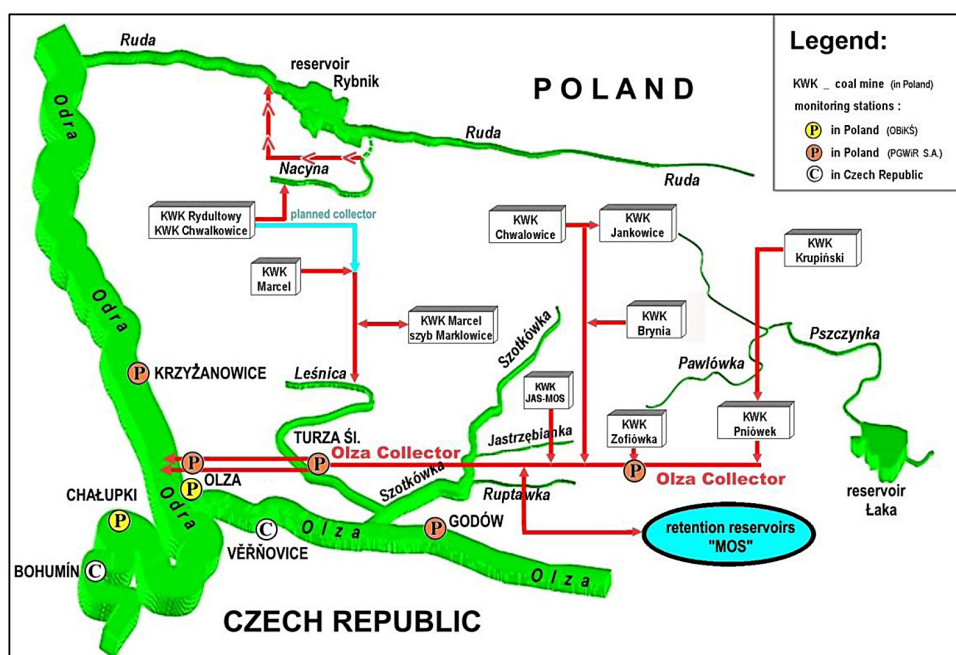 Legend:
KWK _ coal mine (in Poland)
monitoring stations :
P in Poland (OBiKŚ)
P in Poland (PGWiR S.A.)
C in Czech Republic
Ruda
reservoir
Rybnik
POLAND
Odra
Ruda
Ruda
Nacyna
KWK Rydultowy
KWK Chwalkowice
planned collector
KWK
Chwalowice
KWK
Jankowice
KWK
Krupiński
KWK
Marcel
KWK Marcel
szyb Marklowice
KWK
Brynia
Szotkówka
Pszczynka
Odra
Pawlówka
P KRZYŻANOWICE
Leśnica
KWK
JAS-MOS
KWK
Zofiówka
KWK
Pniówek
TURZA ŚL.
Jastrzębianka
Olza Collector
P
P
P
Olza Collector
OLZA
P
Szotkówka
Ruptawka
reservoir
Łaka
CHAŁUPKI
P
Odra
Olza
C
VĚŘŇOVICE
P
GODÓW
retention reservoirs
"MOS"
BOHUMÍN C
Olza
CZECH REPUBLIC